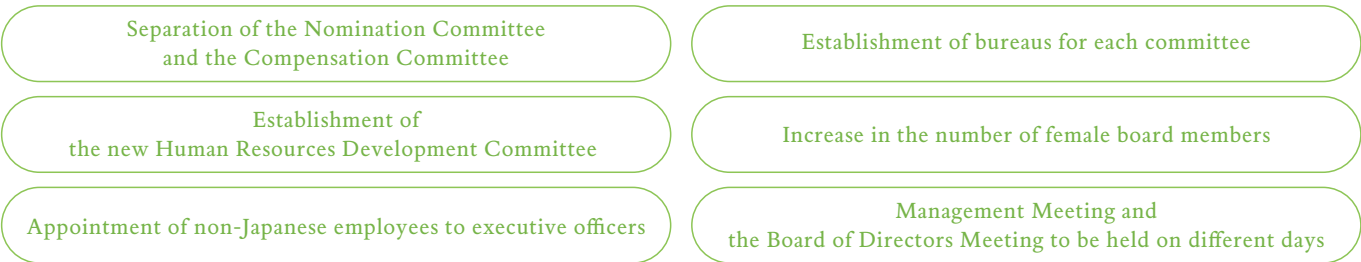 Separation of the Nomination Committee
and the Compensation Committee
Establishment of bureaus for each committee
Establishment of
the new Human Resources Development Committee
Increase in the number of female board members
Appointment of non-Japanese employees to executive officers
Management Meeting and
the Board of Directors Meeting to be held on different days